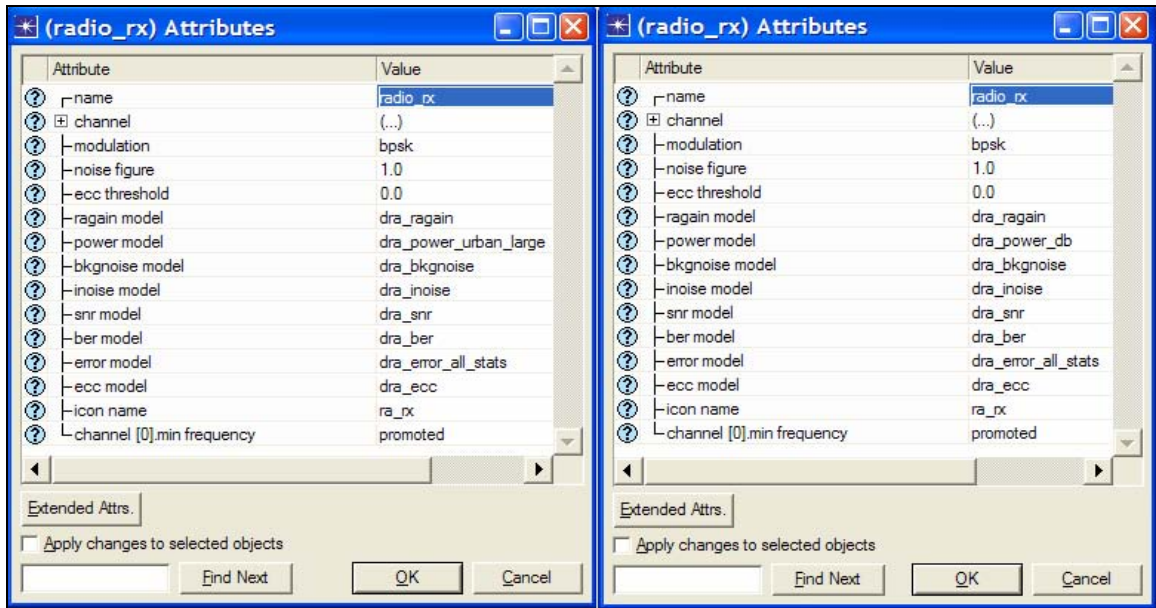 (radio_rx) Attributes
Attribute Value
name radio_rx
channel (...)
modulation bpsk
noise figure 1.0
ecc threshold 0.0
ragain model dra_ragain
power model dra_power_urban_large
bkgnoise model dra_bkgnoise
inoise model dra_inoise
snr model dra_snr
ber model dra_ber
error model dra_error_all_stats
ecc model dra_ecc
icon name ra_rx
channel [0].min frequency promoted
Extended Attrs.
Apply changes to selected objects
Find Next OK Cancel
(radio_rx) Attributes
Attribute Value
name radio_rx
channel (...)
modulation bpsk
noise figure 1.0
ecc threshold 0.0
ragain model dra_ragain
power model dra_power_db
bkgnoise model dra_bkgnoise
inoise model dra_inoise
snr model dra_snr
ber model dra_ber
error model dra_error_all_stats
ecc model dra_ecc
icon name ra_rx
channel [0].min frequency promoted
Extended Attrs.
Apply changes to selected objects
Find Next OK Cancel